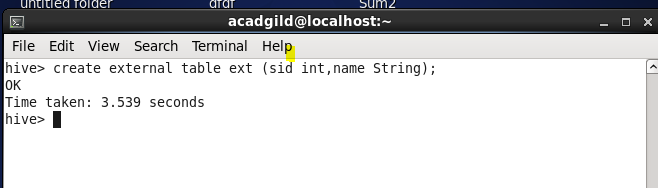 untitled folder dfdf Sum2
acadgild@localhost:~
File Edit View Search Terminal Help
hive> create external table ext (sid int,name String);
OK
Time taken: 3.539 seconds
hive>